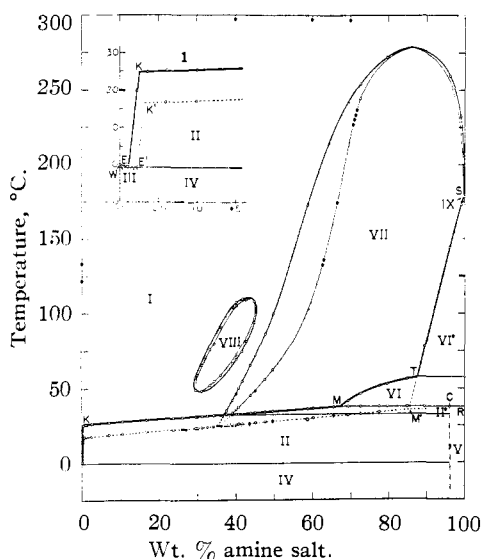 300
250
200
150
100
50
0
Temperature, °C.
30
20
0
1
K
K'
II
W
E
E'
III
IV
I
VII
VIII
S
IX
VI'
T
M
VI
C
M'
II'
R
K
II
V
IV
0 20 40 60 80 100
Wt. % amine salt.